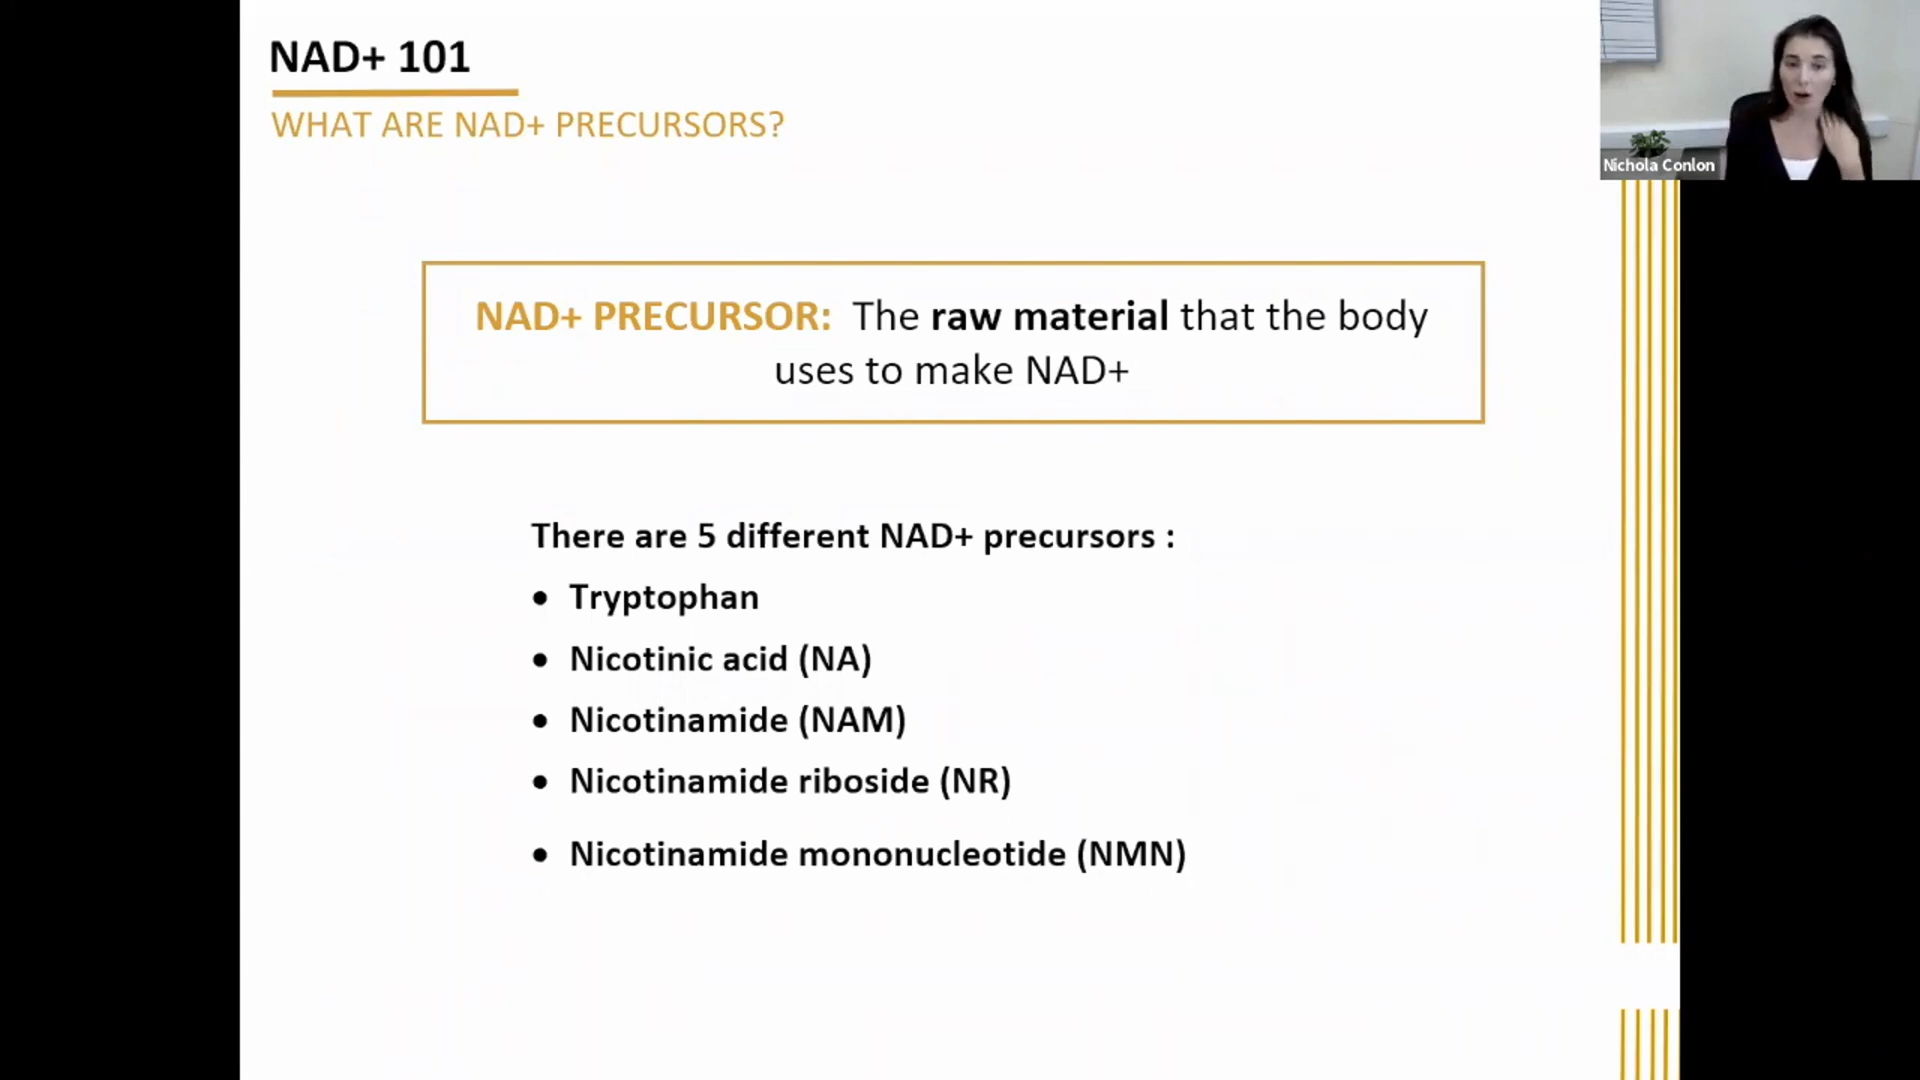 NAD+ 101
WHAT ARE NAD+ PRECURSORS?
Nichola Conlon
NAD+ PRECURSOR: The raw material that the body
uses to make NAD+
There are 5 different NAD+ precursors :
• Tryptophan
• Nicotinic acid (NA)
• Nicotinamide (NAM)
• Nicotinamide riboside (NR)
• Nicotinamide mononucleotide (NMN)